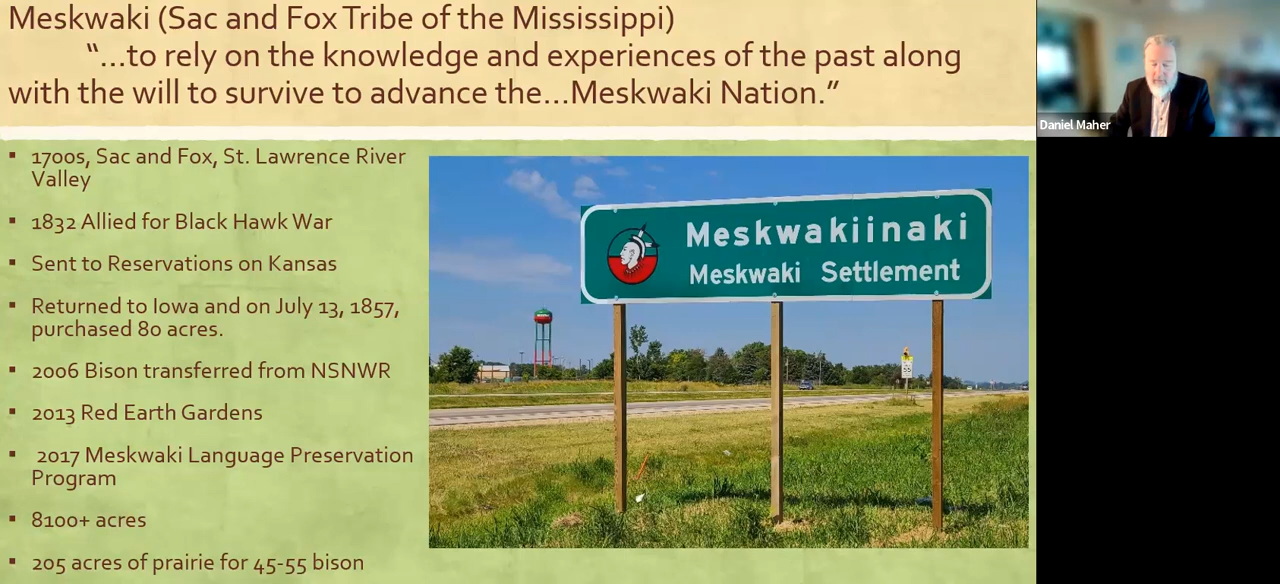 Meskwaki (Sac and Fox Tribe of the Mississippi)
“…to rely on the knowledge and experiences of the past along
with the will to survive to advance the…Meskwaki Nation.”
Daniel Maher
▪ 1700s, Sac and Fox, St. Lawrence River
Valley
▪ 1832 Allied for Black Hawk War
▪ Sent to Reservations on Kansas
▪ Returned to Iowa and on July 13, 1857,
purchased 80 acres.
▪ 2006 Bison transferred from NSNWR
▪ 2013 Red Earth Gardens
▪ 2017 Meskwaki Language Preservation
Program
▪ 8100+ acres
▪ 205 acres of prairie for 45-55 bison
Meskwakiinaki
Meskwaki Settlement
55